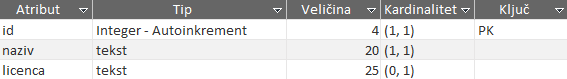 Atribut Tip Veličina Kardinalitet Ključ
id Integer - Autoinkrement 4 (1, 1) PK
naziv tekst 20 (1, 1)
licenca tekst 25 (0, 1)